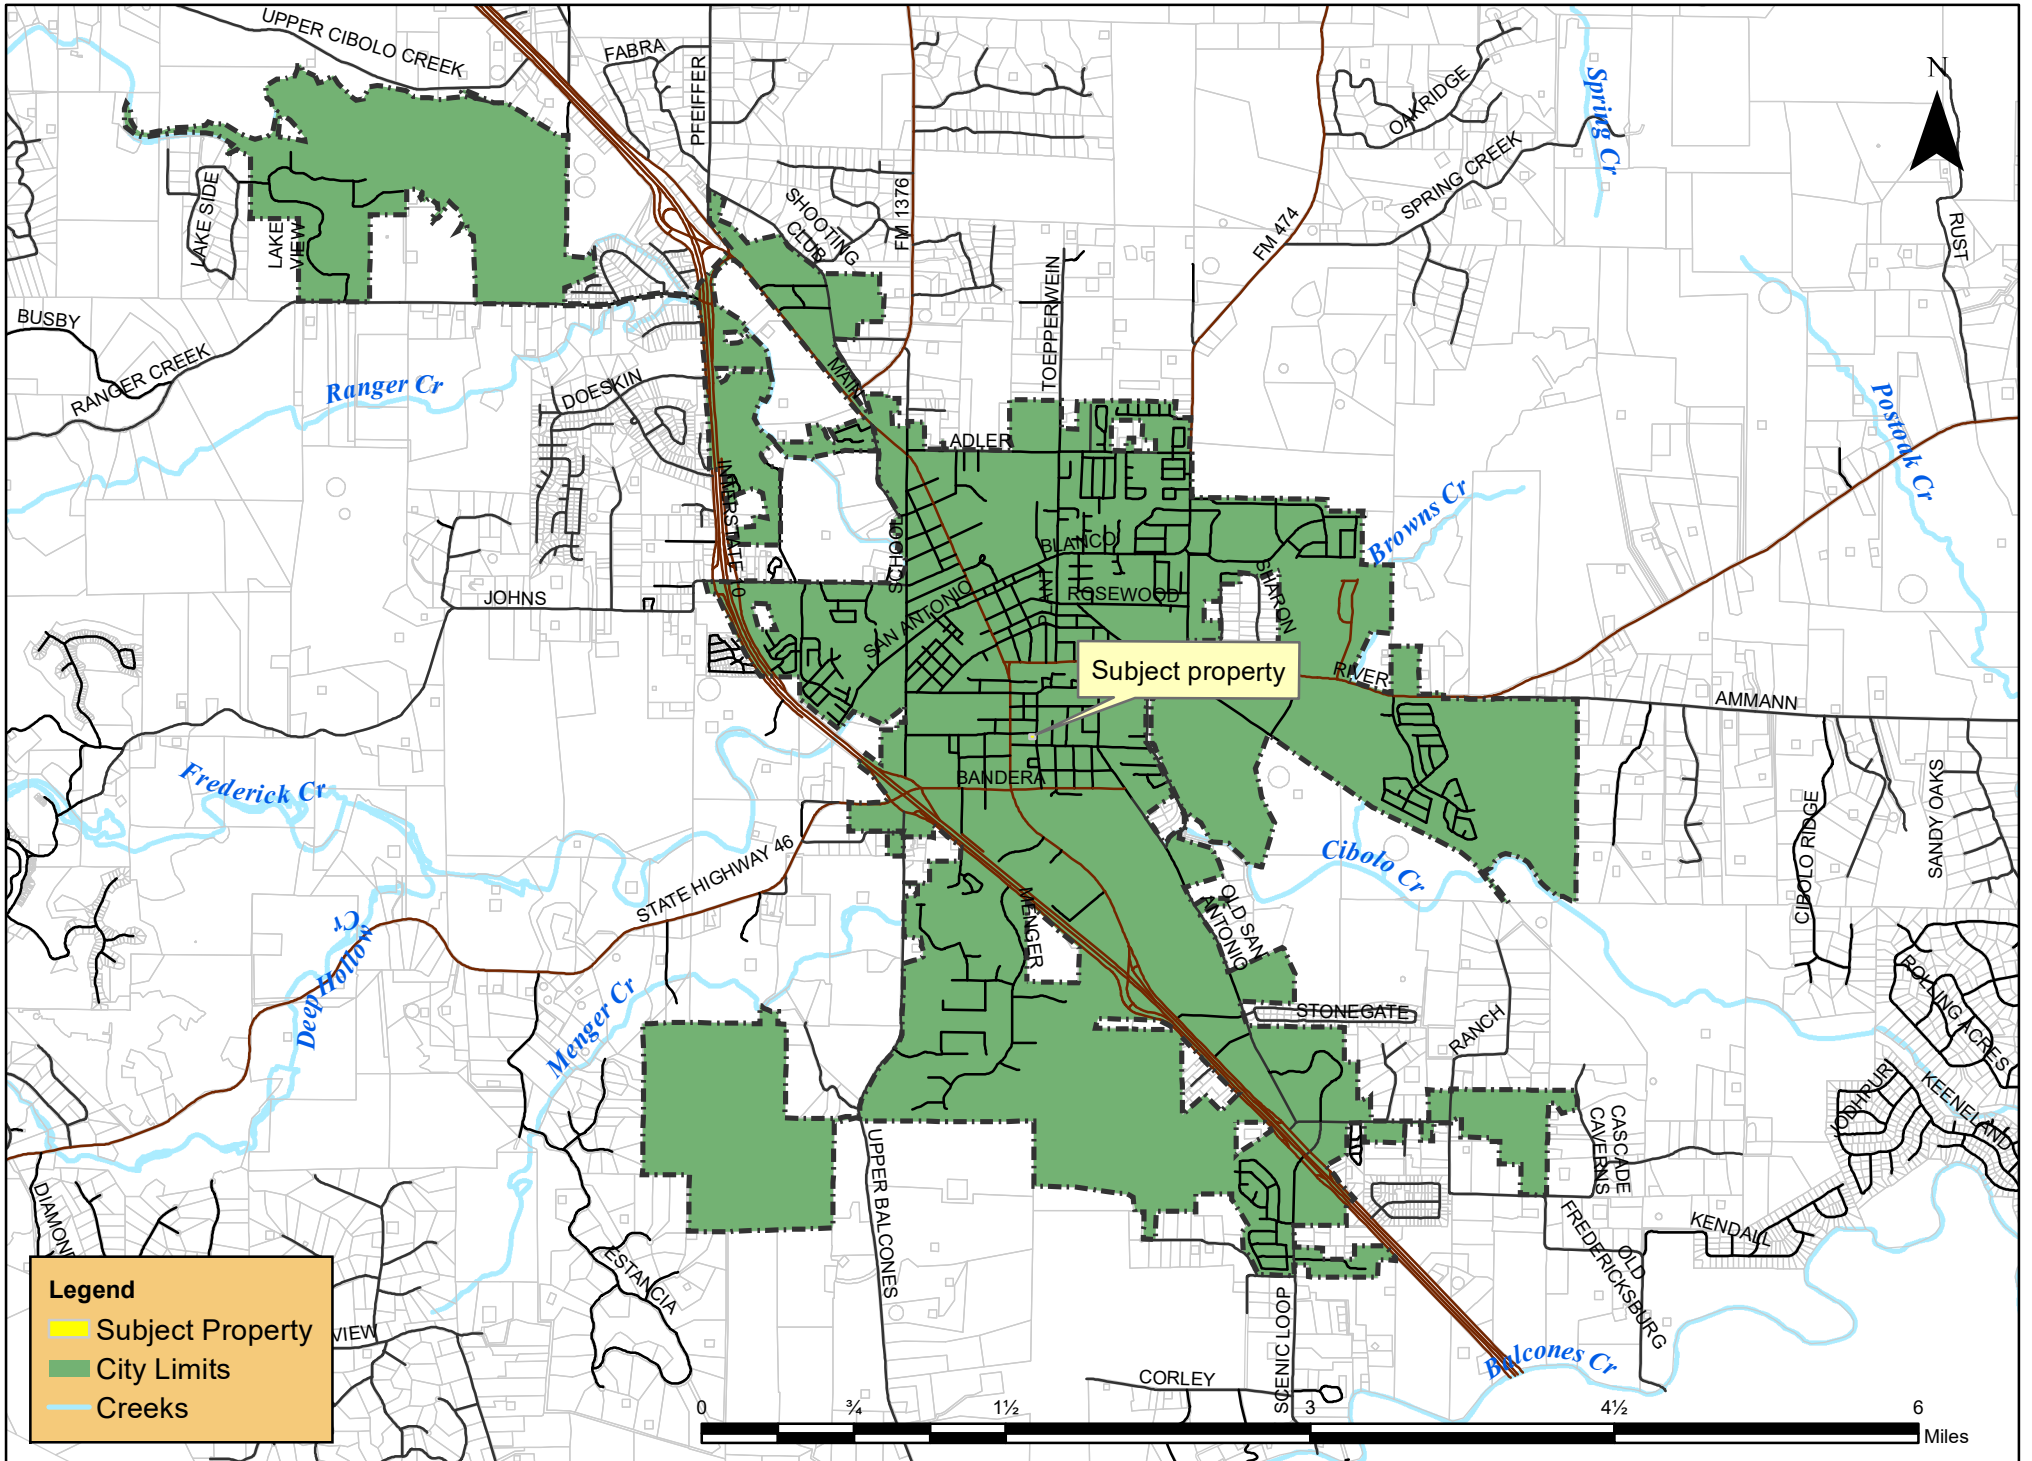 UPPER CIBOLO CREEK
FABRA
PFEIFFER
OAKRIDGE
Spring Cr
N
SPRING CREEK
LAKE SIDE
LAKE
VIEW
SHOOTING
CLUB
FM 1376
FM 474
RUST
TOEPPERWEIN
BUSBY
RANGER CREEK
Ranger Cr
DOESKIN
MAIN
Postoak Cr
ADLER
INTERSTATE 10
SCHOOL
BLANCO
Browns Cr
SHARON
JOHNS
SAN ANTONIO
PLANT
ROSEWOOD
Subject property
RIVER
AMMANN
Frederick Cr
BANDERA
CIBOLO RIDGE
SANDY OAKS
STATE HIGHWAY 46
Cibolo Cr
MENGER
OLD SAN
ANTONIO
Deep Hollow
Cr
Menger Cr
STONEGATE
RANCH
ROLLING ACRES
JODHPURI
KEENELAND
CASCADE
CAVERNS
UPPER BALCONES
DIAMOND
ESTANCIA
KENDALL
OLD
FREDERICKSBURG
VIEW
SCENIC LOOP
CORLEY
Balcones Cr
Legend
Subject Property
City Limits
Creeks
0 ¾ 1½ 3 4½ 6
Miles